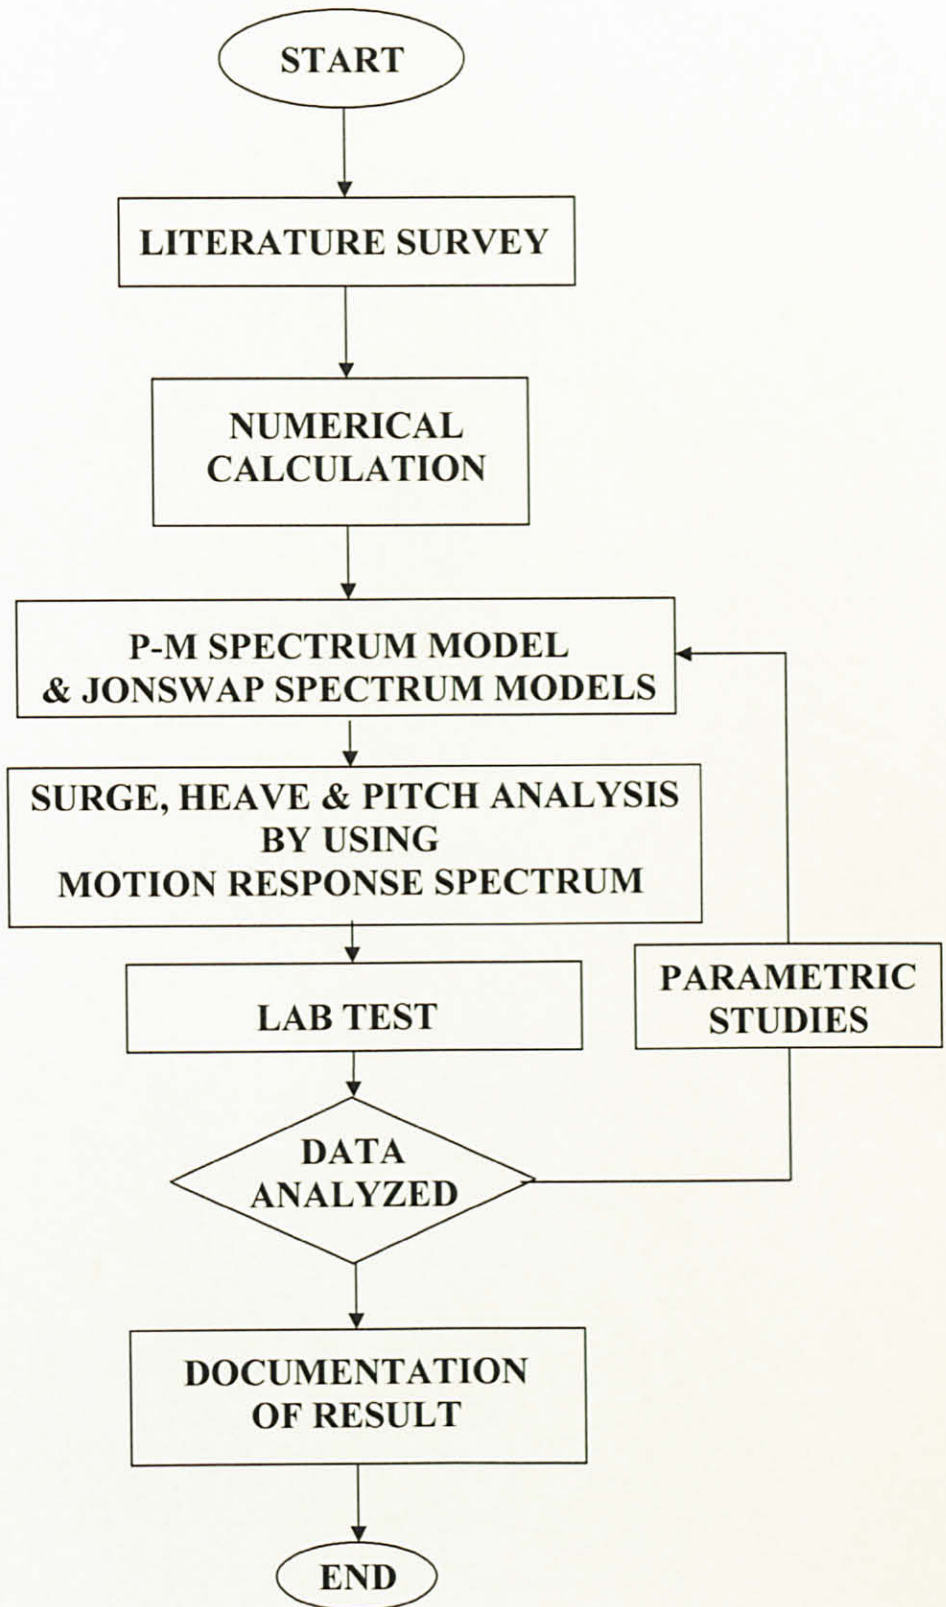 START
LITERATURE SURVEY
NUMERICAL
CALCULATION
P-M SPECTRUM MODEL
& JONSWAP SPECTRUM MODELS
SURGE, HEAVE & PITCH ANALYSIS
BY USING
MOTION RESPONSE SPECTRUM
LAB TEST
PARAMETRIC
STUDIES
DATA
ANALYZED
DOCUMENTATION
OF RESULT
END